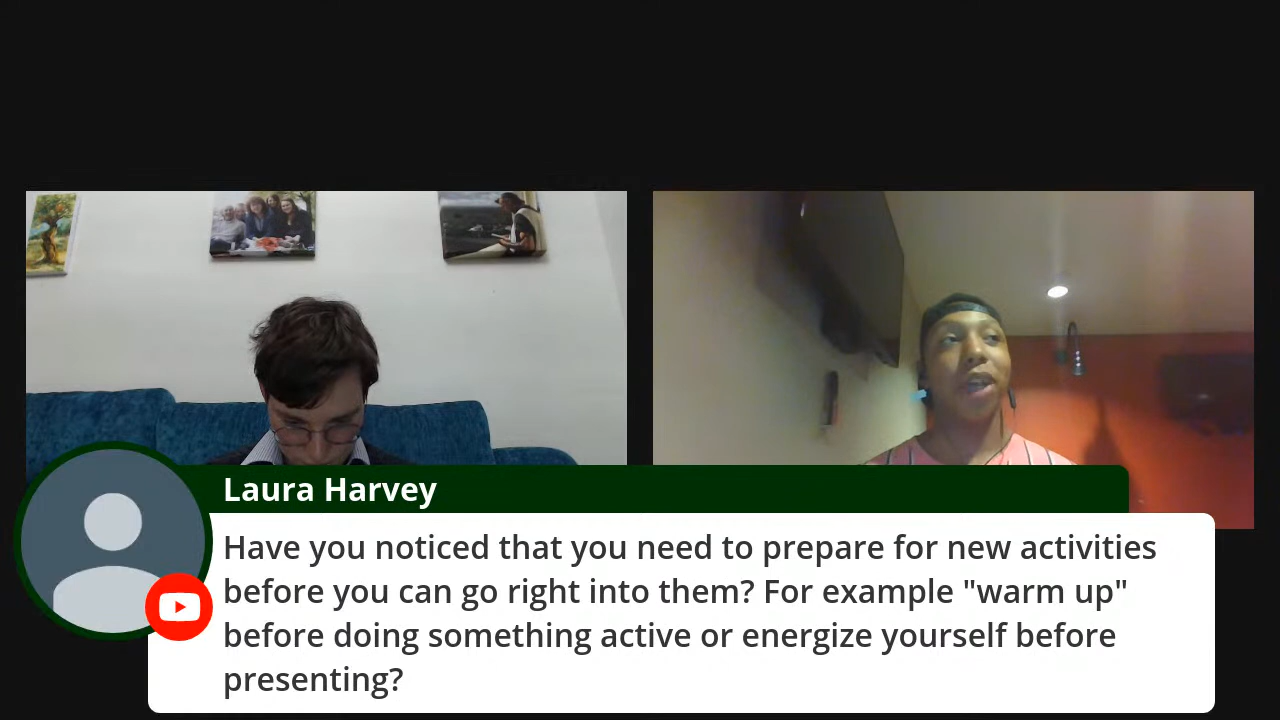 Laura Harvey
Have you noticed that you need to prepare for new activities
before you can go right into them? For example "warm up"
before doing something active or energize yourself before
presenting?